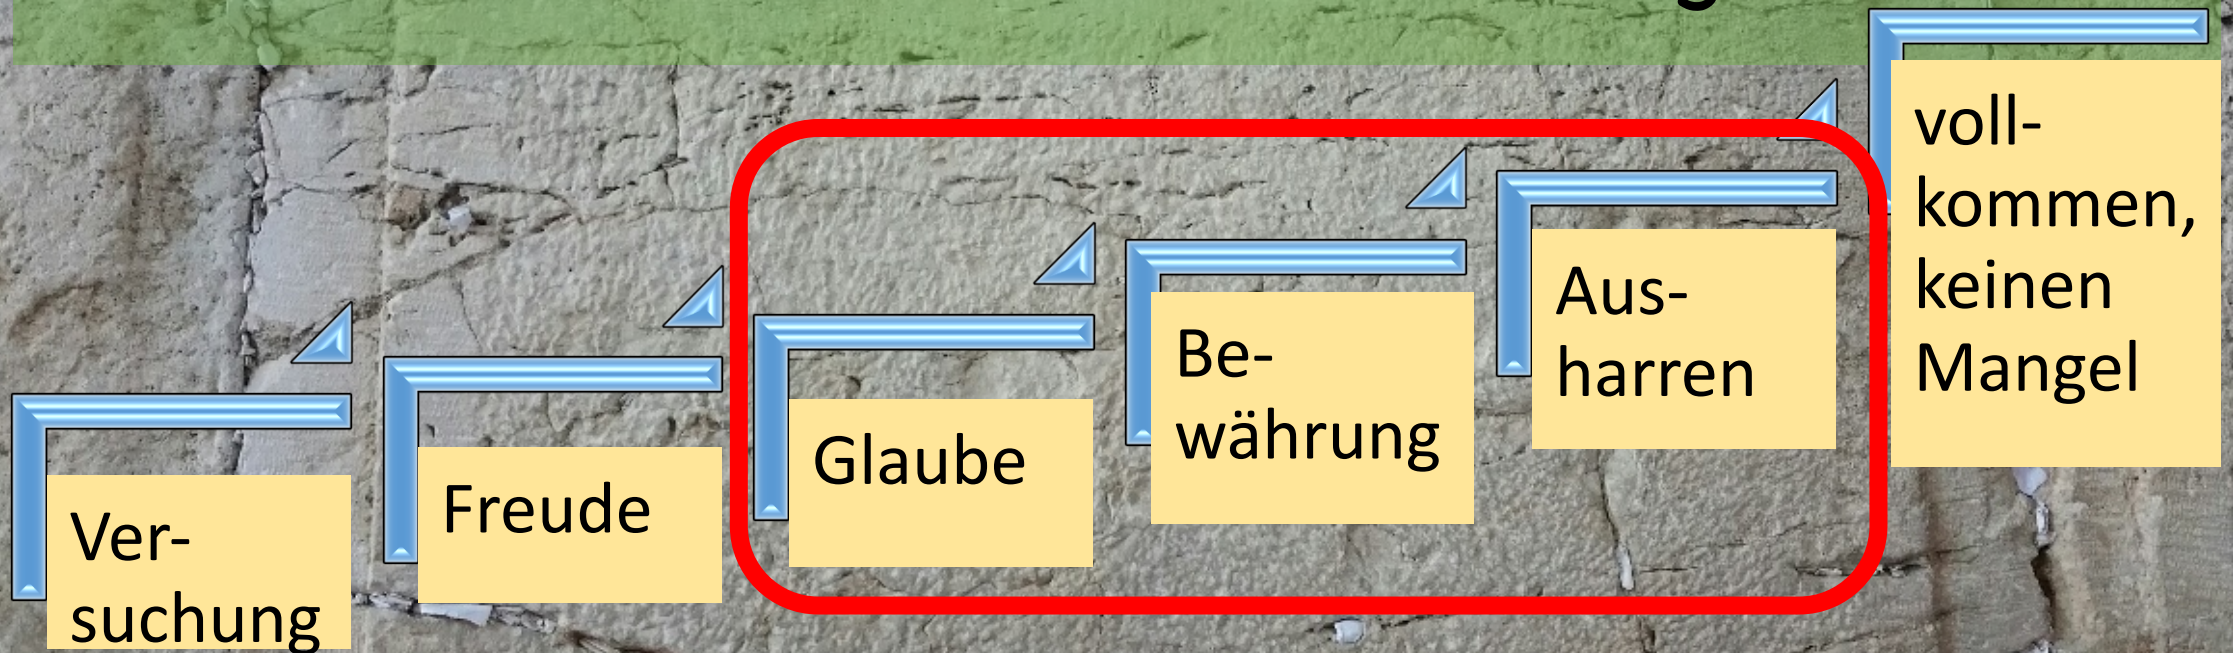 Ver-
suchung
Freude
Glaube
Be-
währung
Aus-
harren
voll-
kommen,
keinen
Mangel